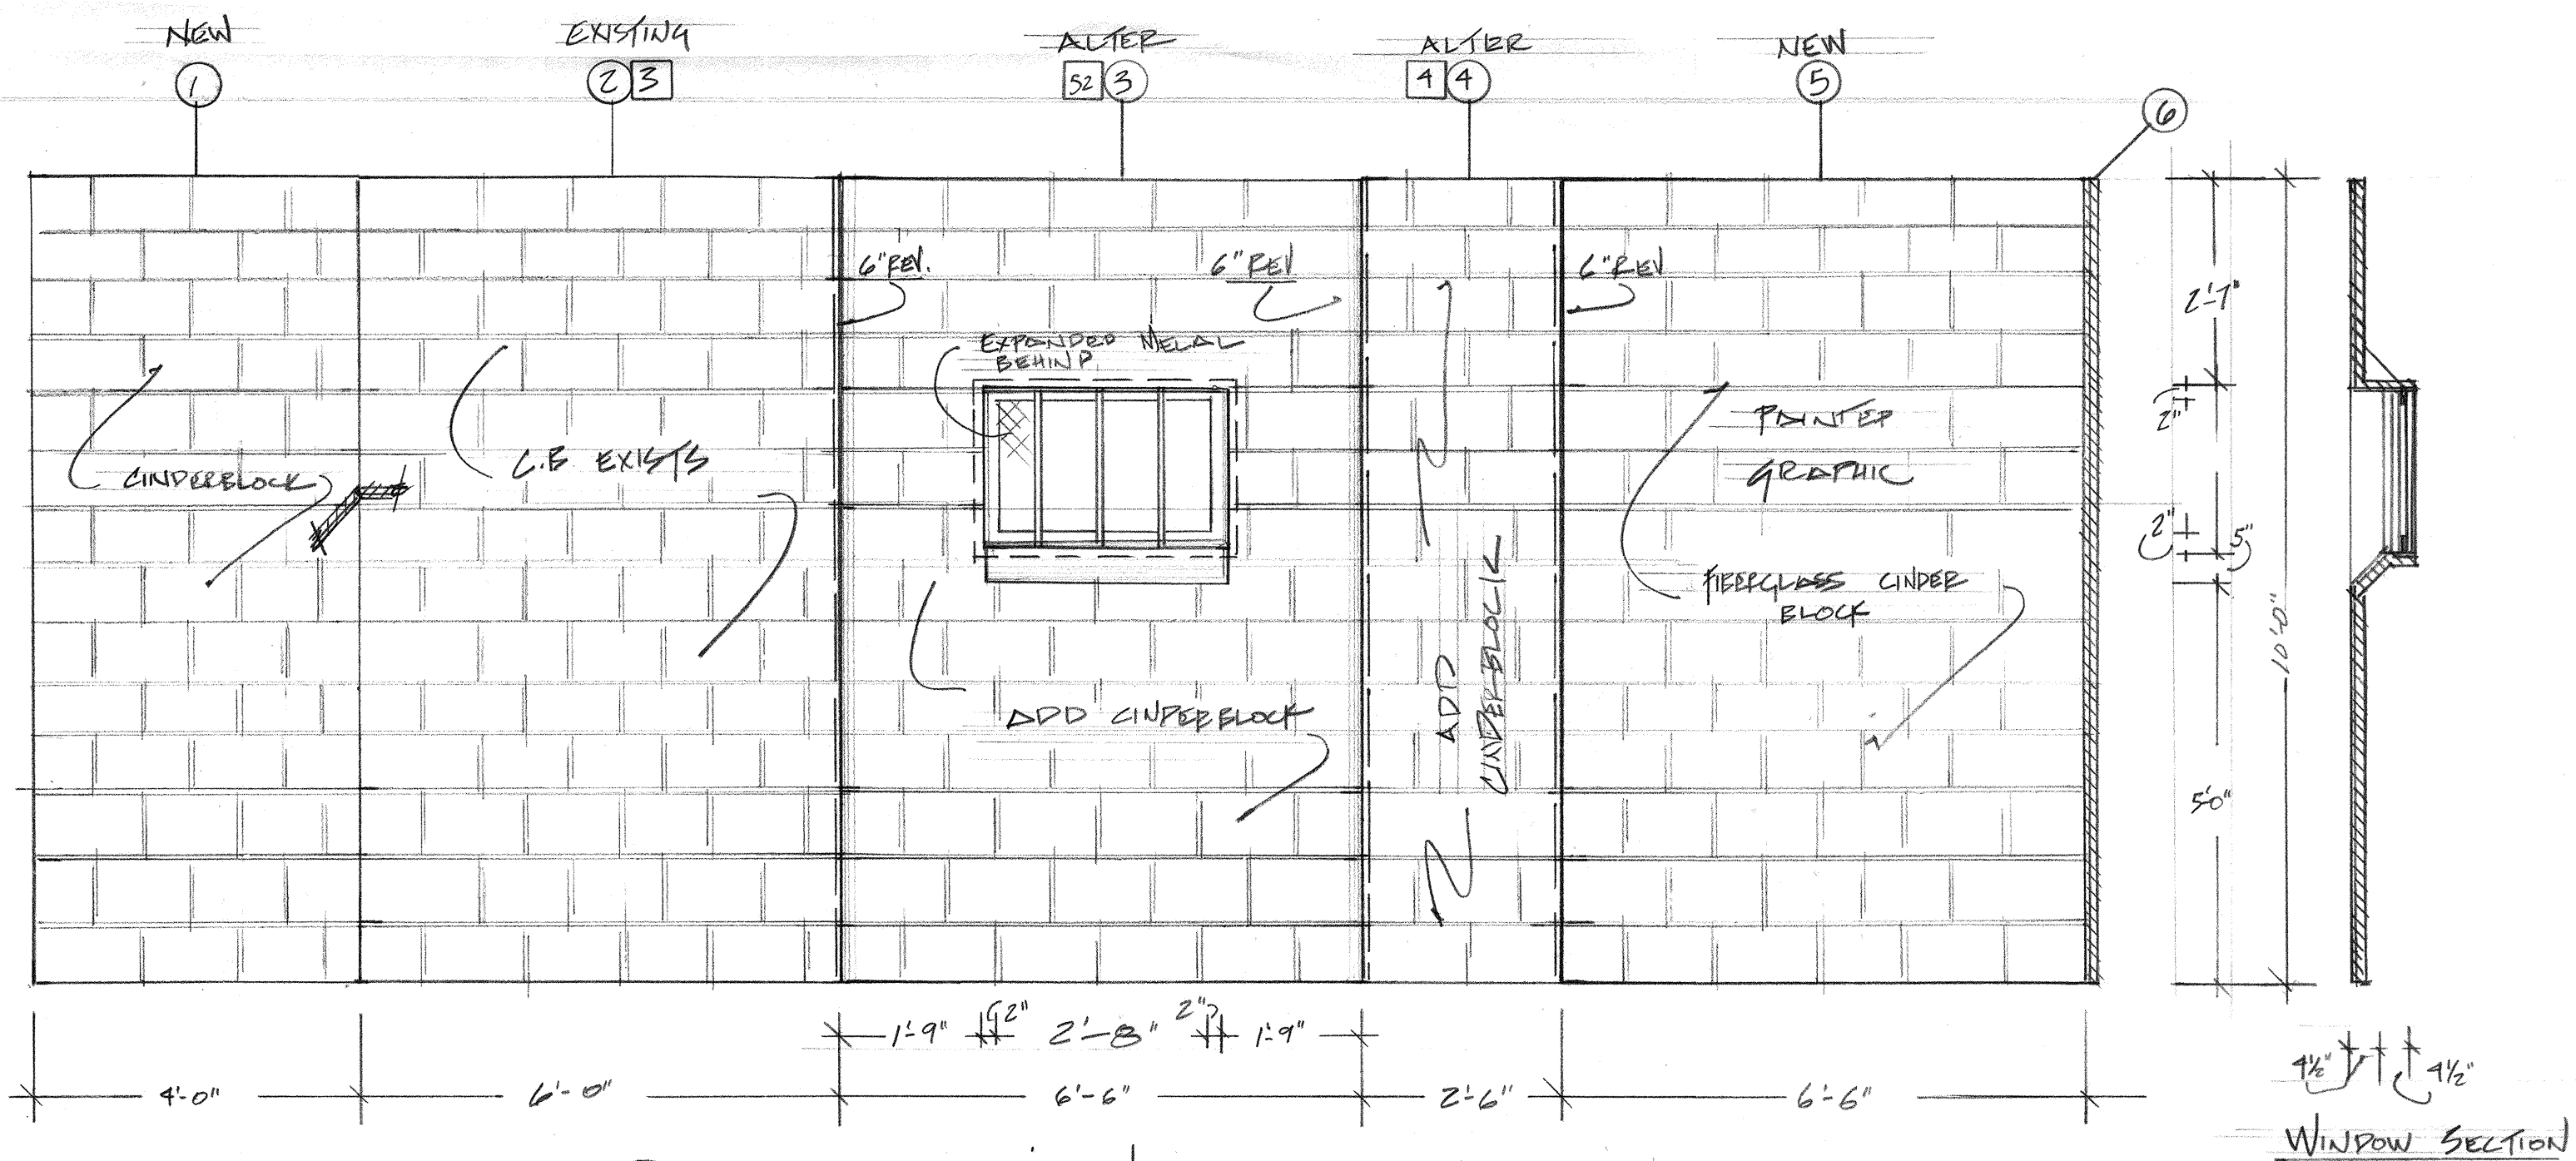 NEW
EXISTING
ALTER
ALTER
NEW
1
2 3
52 3
4 4
5
6
6" REV.
6" REV
6" REV
EXPANDED METAL
BEHIND
CINDERBLOCK
C.B EXISTS
PAINTED
GRAPHIC
FIBERGLASS CINDER
BLOCK
ADD CINDERBLOCK
ADD
CINDERBLOCK
2'-7"
2"
2"
5"
10'-0"
5'-0"
1'-9"
2"
2'-8"
2"
1'-9"
4'-0"
6'-0"
6'-6"
2'-6"
6'-6"
4½"
4½"
WINDOW SECTION